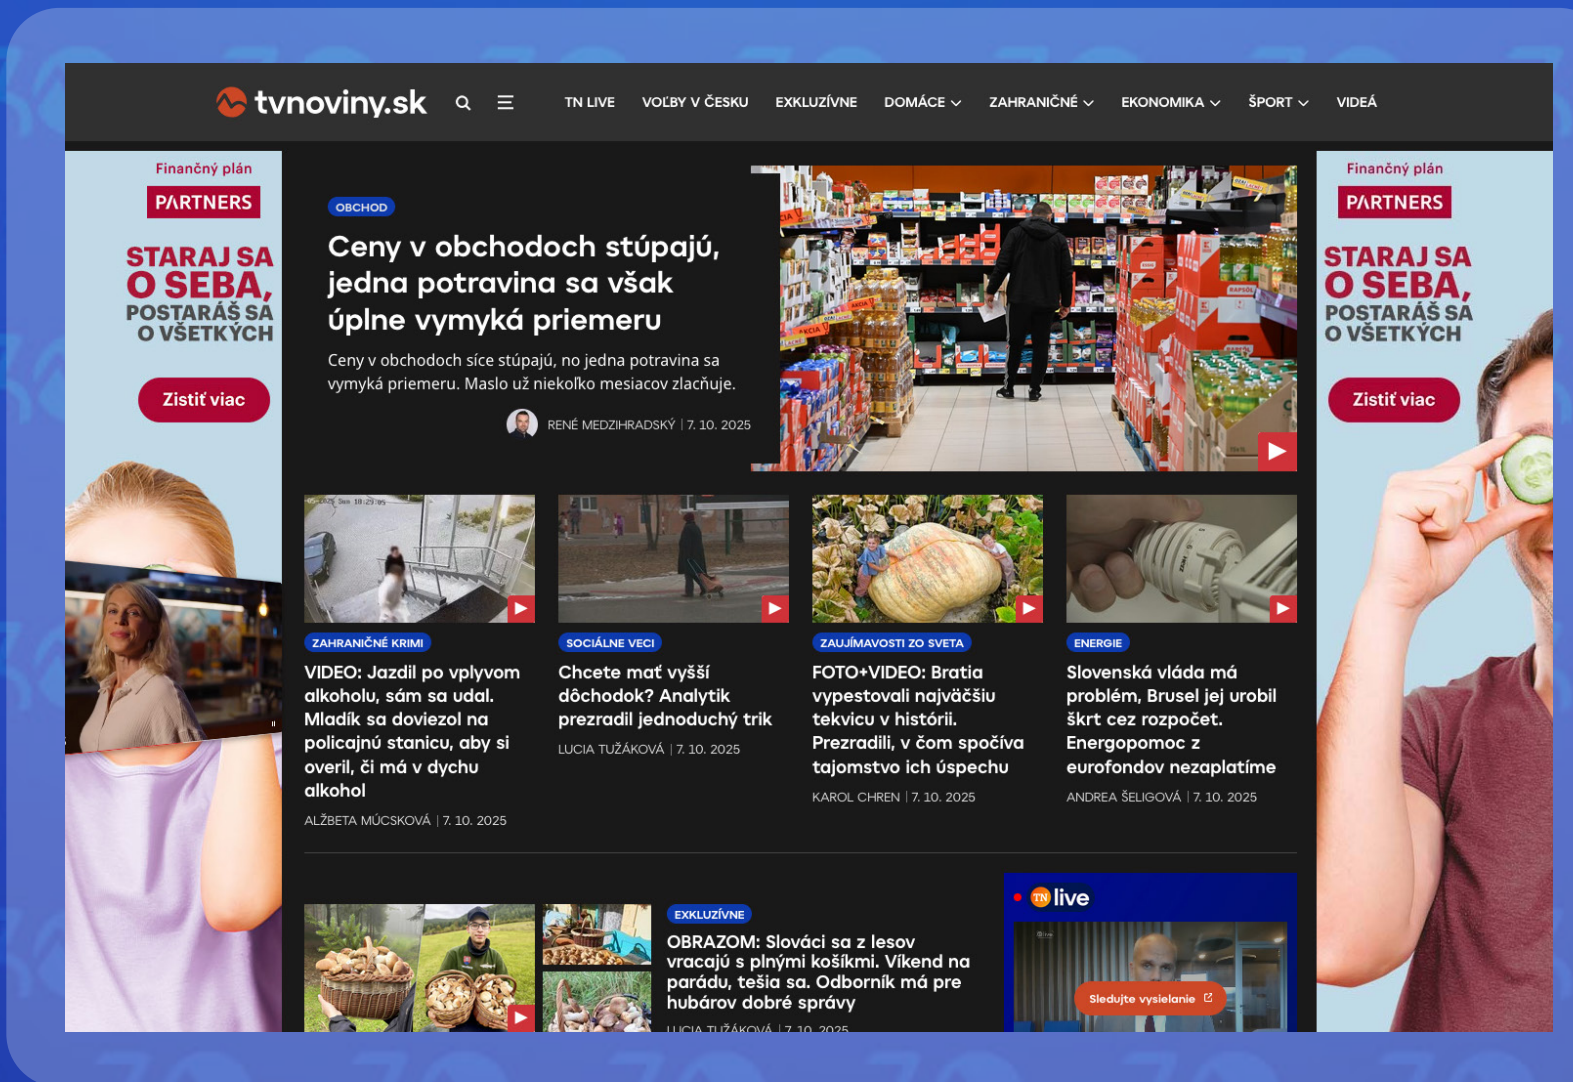 tvnoviny.sk
TN LIVE
VOĽBY V ČESKU
EXKLUZÍVNE
DOMÁCE
ZAHRANIČNÉ
EKONOMIKA
ŠPORT
VIDEÁ
Finančný plán
PARTNERS
STARAJ SA
O SEBA,
POSTARÁŠ SA
O VŠETKÝCH
Zistiť viac
OBCHOD
Ceny v obchodoch stúpajú,
jedna potravina sa však
úplne vymyká priemeru
Ceny v obchodoch síce stúpajú, no jedna potravina sa
vymyká priemeru. Maslo už niekoľko mesiacov zlacňuje.
RENÉ MEDZIHRADSKÝ | 7. 10. 2025
Finančný plán
PARTNERS
STARAJ SA
O SEBA,
POSTARÁŠ SA
O VŠETKÝCH
Zistiť viac
ZAHRANIČNÉ KRIMI
VIDEO: Jazdil po vplyvom
alkoholu, sám sa udal.
Mladík sa doviezol na
policajnú stanicu, aby si
overil, či má v dychu
alkohol
ALŽBETA MÚCSKOVÁ | 7. 10. 2025
SOCIÁLNE VECI
Chcete mať vyšší
dôchodok? Analytik
prezradil jednoduchý trik
LUCIA TUŽÁKOVÁ | 7. 10. 2025
ZAUJÍMAVOSTI ZO SVETA
FOTO+VIDEO: Bratia
vypestovali najväčšiu
tekvicu v histórii.
Prezradili, v čom spočíva
tajomstvo ich úspechu
KAROL CHREN | 7. 10. 2025
ENERGIE
Slovenská vláda má
problém, Brusel jej urobil
škrt cez rozpočet.
Energopomoc z
eurofondov nezaplatíme
ANDREA ŠELIGOVÁ | 7. 10. 2025
EXKLUZÍVNE
OBRAZOM: Slováci sa z lesov
vracajú s plnými košíkmi. Víkend na
parádu, tešia sa. Odborník má pre
hubárov dobré správy
LUCIA TUŽÁKOVÁ | 7. 10. 2025
TN live
Sledujte vysielanie